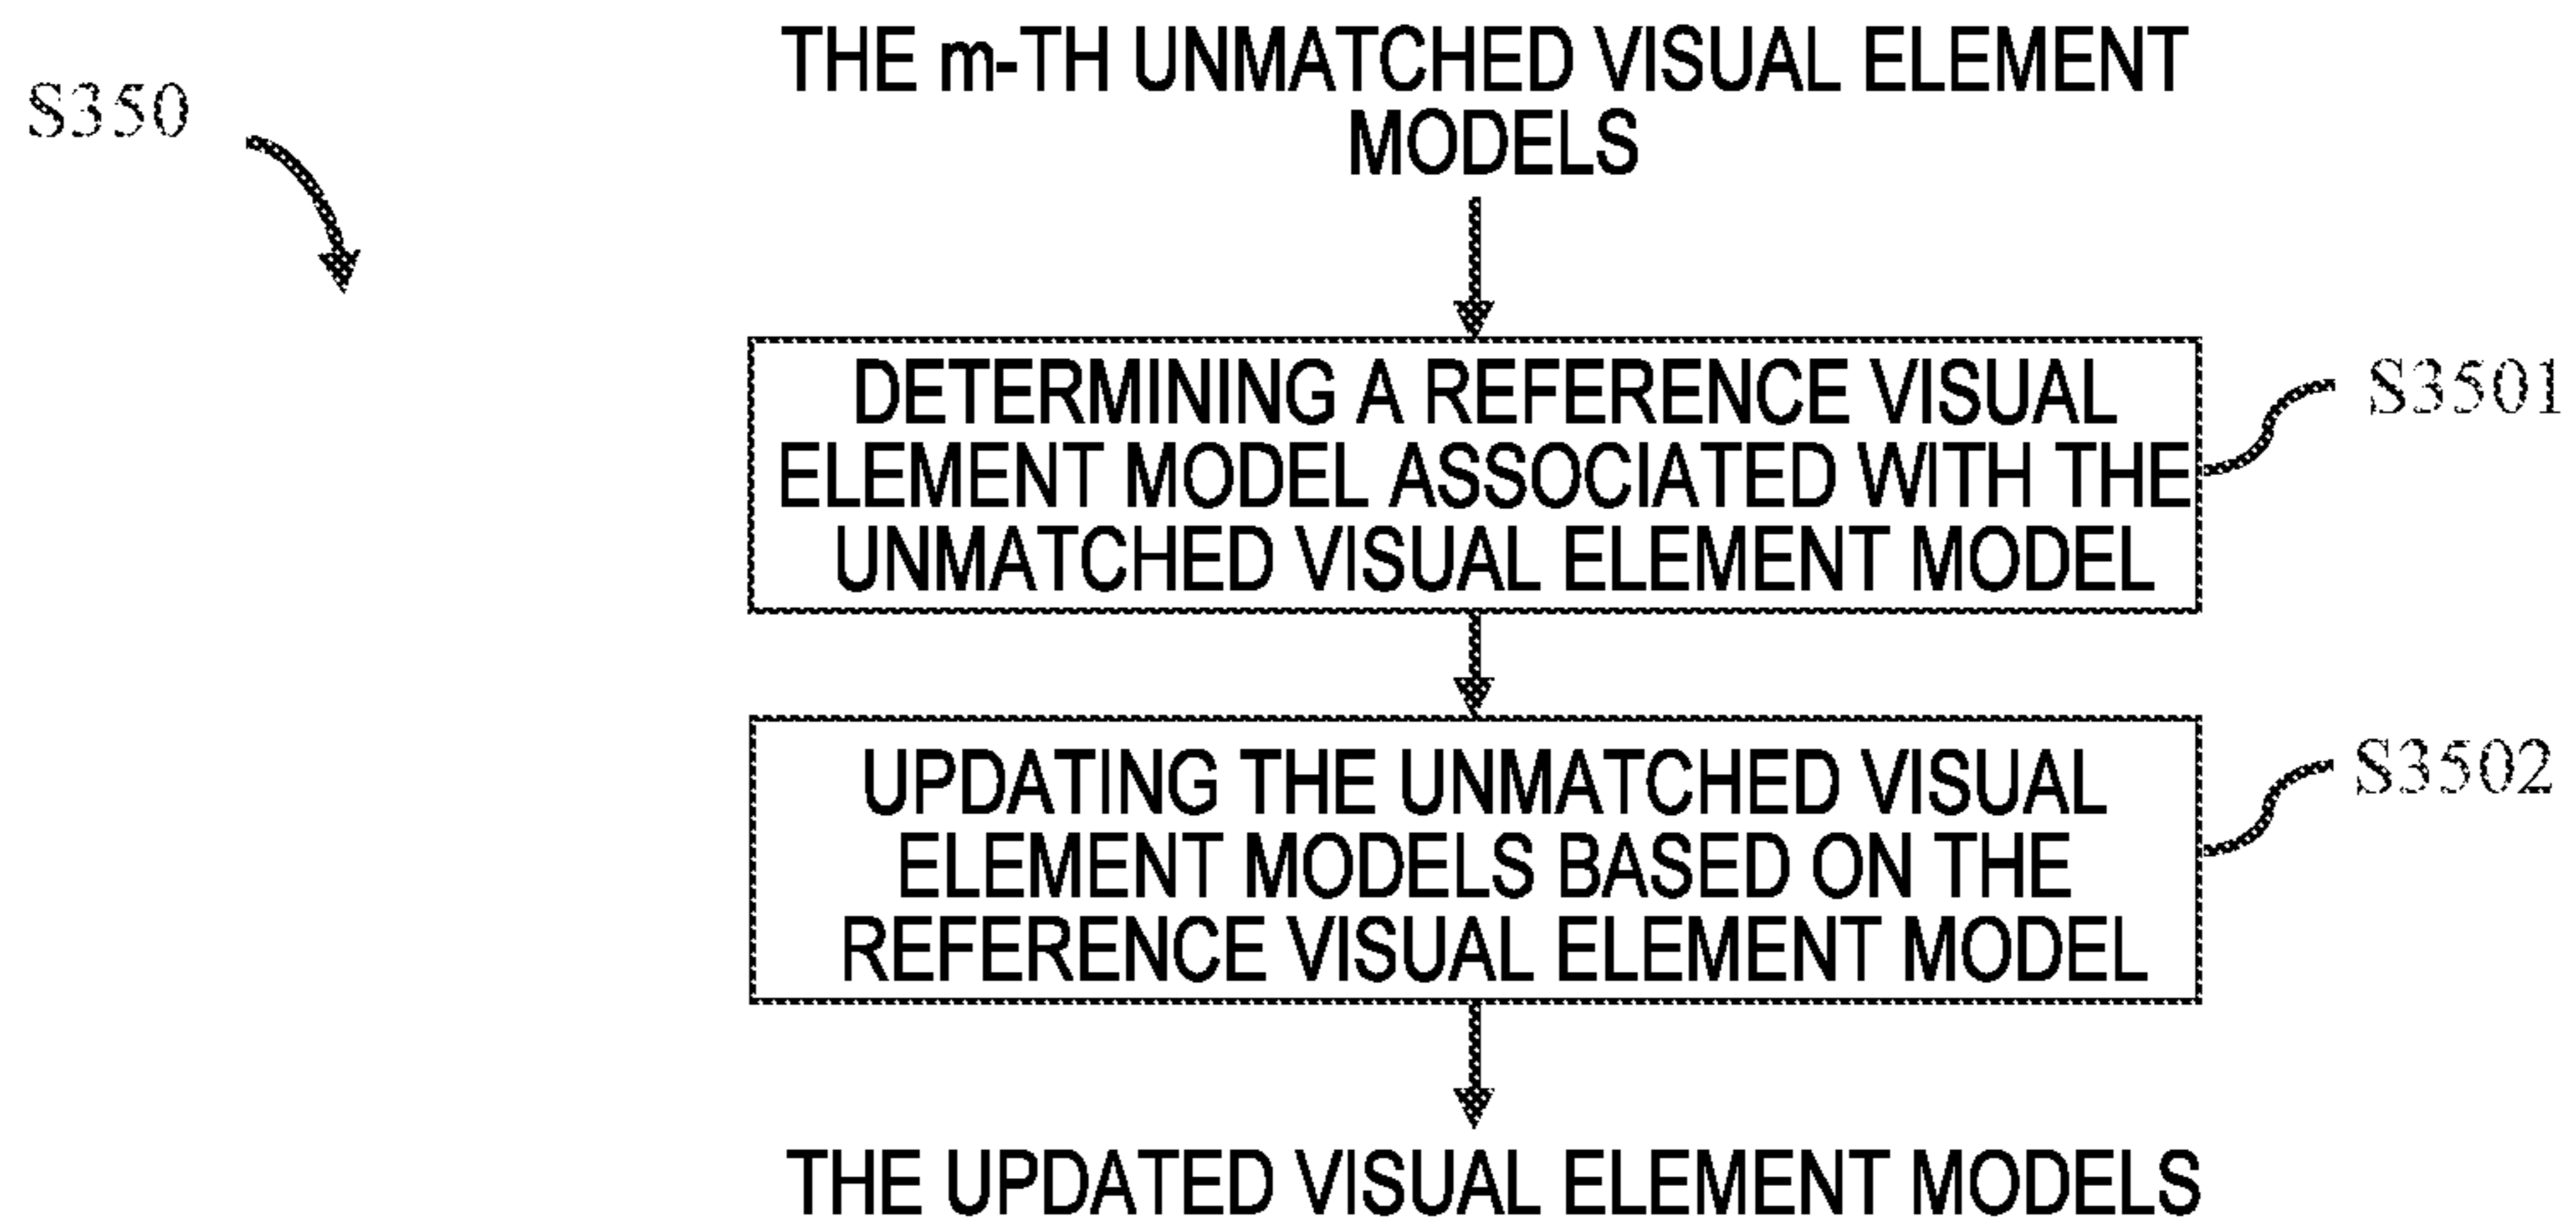 THE m-TH UNMATCHED VISUAL ELEMENT
MODELS
S350
DETERMINING A REFERENCE VISUAL
ELEMENT MODEL ASSOCIATED WITH THE
UNMATCHED VISUAL ELEMENT MODEL
S3501
UPDATING THE UNMATCHED VISUAL
ELEMENT MODELS BASED ON THE
REFERENCE VISUAL ELEMENT MODEL
S3502
THE UPDATED VISUAL ELEMENT MODELS